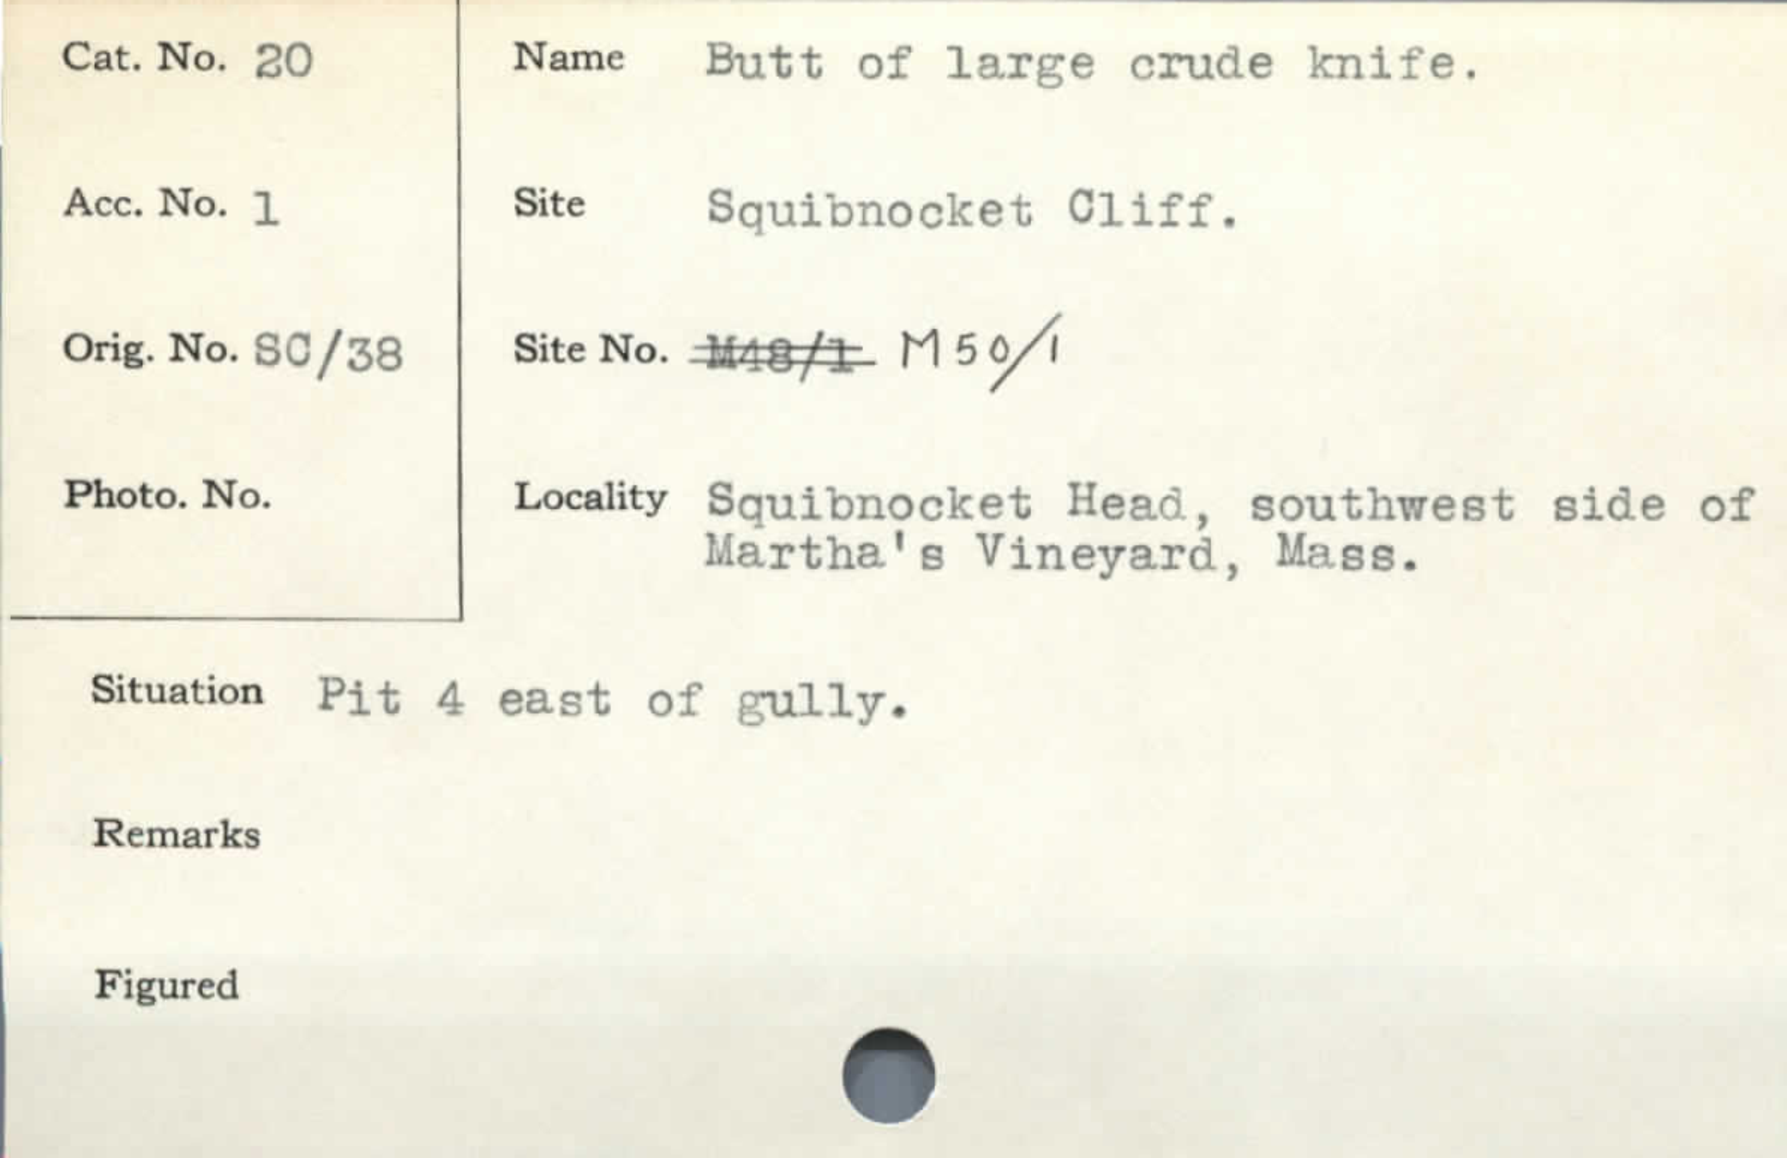 Cat. No. 20
Name Butt of large crude knife.
Acc. No. 1
Site Squibnocket Cliff.
Orig. No. SC/38
Site No. M48/1 M50/1
Photo. No.
Locality Squibnocket Head, southwest side of
Martha's Vineyard, Mass.
Situation Pit 4 east of gully.
Remarks
Figured